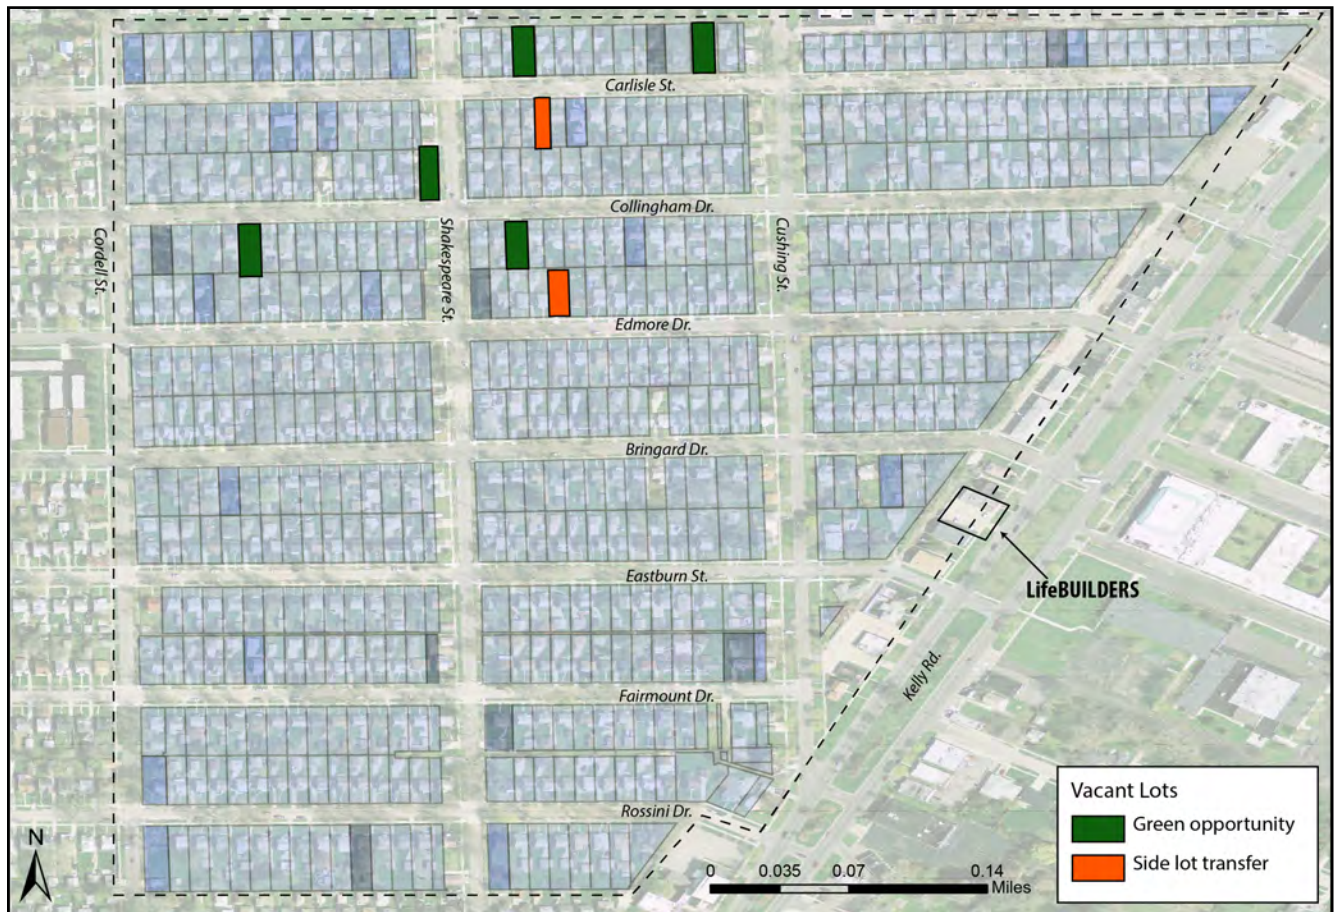 Carlisle St.
Collingham Dr.
Cordell St.
Shakespeare St.
Cushing St.
Edmore Dr.
Bringard Dr.
Eastburn St.
LifeBUILDERS
Kelly Rd.
Fairmount Dr.
Rossini Dr.
Vacant Lots
Green opportunity
Side lot transfer
N
0 0.035 0.07 0.14
Miles